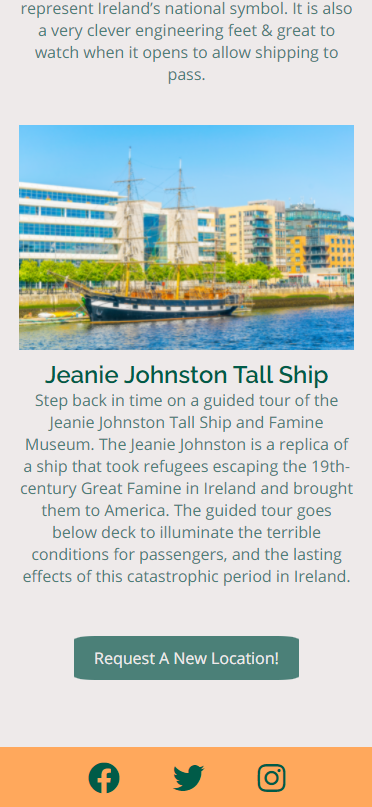 represent Ireland's national symbol. It is also
a very clever engineering feet & great to
watch when it opens to allow shipping to
pass.
Jeanie Johnston Tall Ship
Step back in time on a guided tour of the
Jeanie Johnston Tall Ship and Famine
Museum. The Jeanie Johnston is a replica of
a ship that took refugees escaping the 19th-
century Great Famine in Ireland and brought
them to America. The guided tour goes
below deck to illuminate the terrible
conditions for passengers, and the lasting
effects of this catastrophic period in Ireland.
Request A New Location!